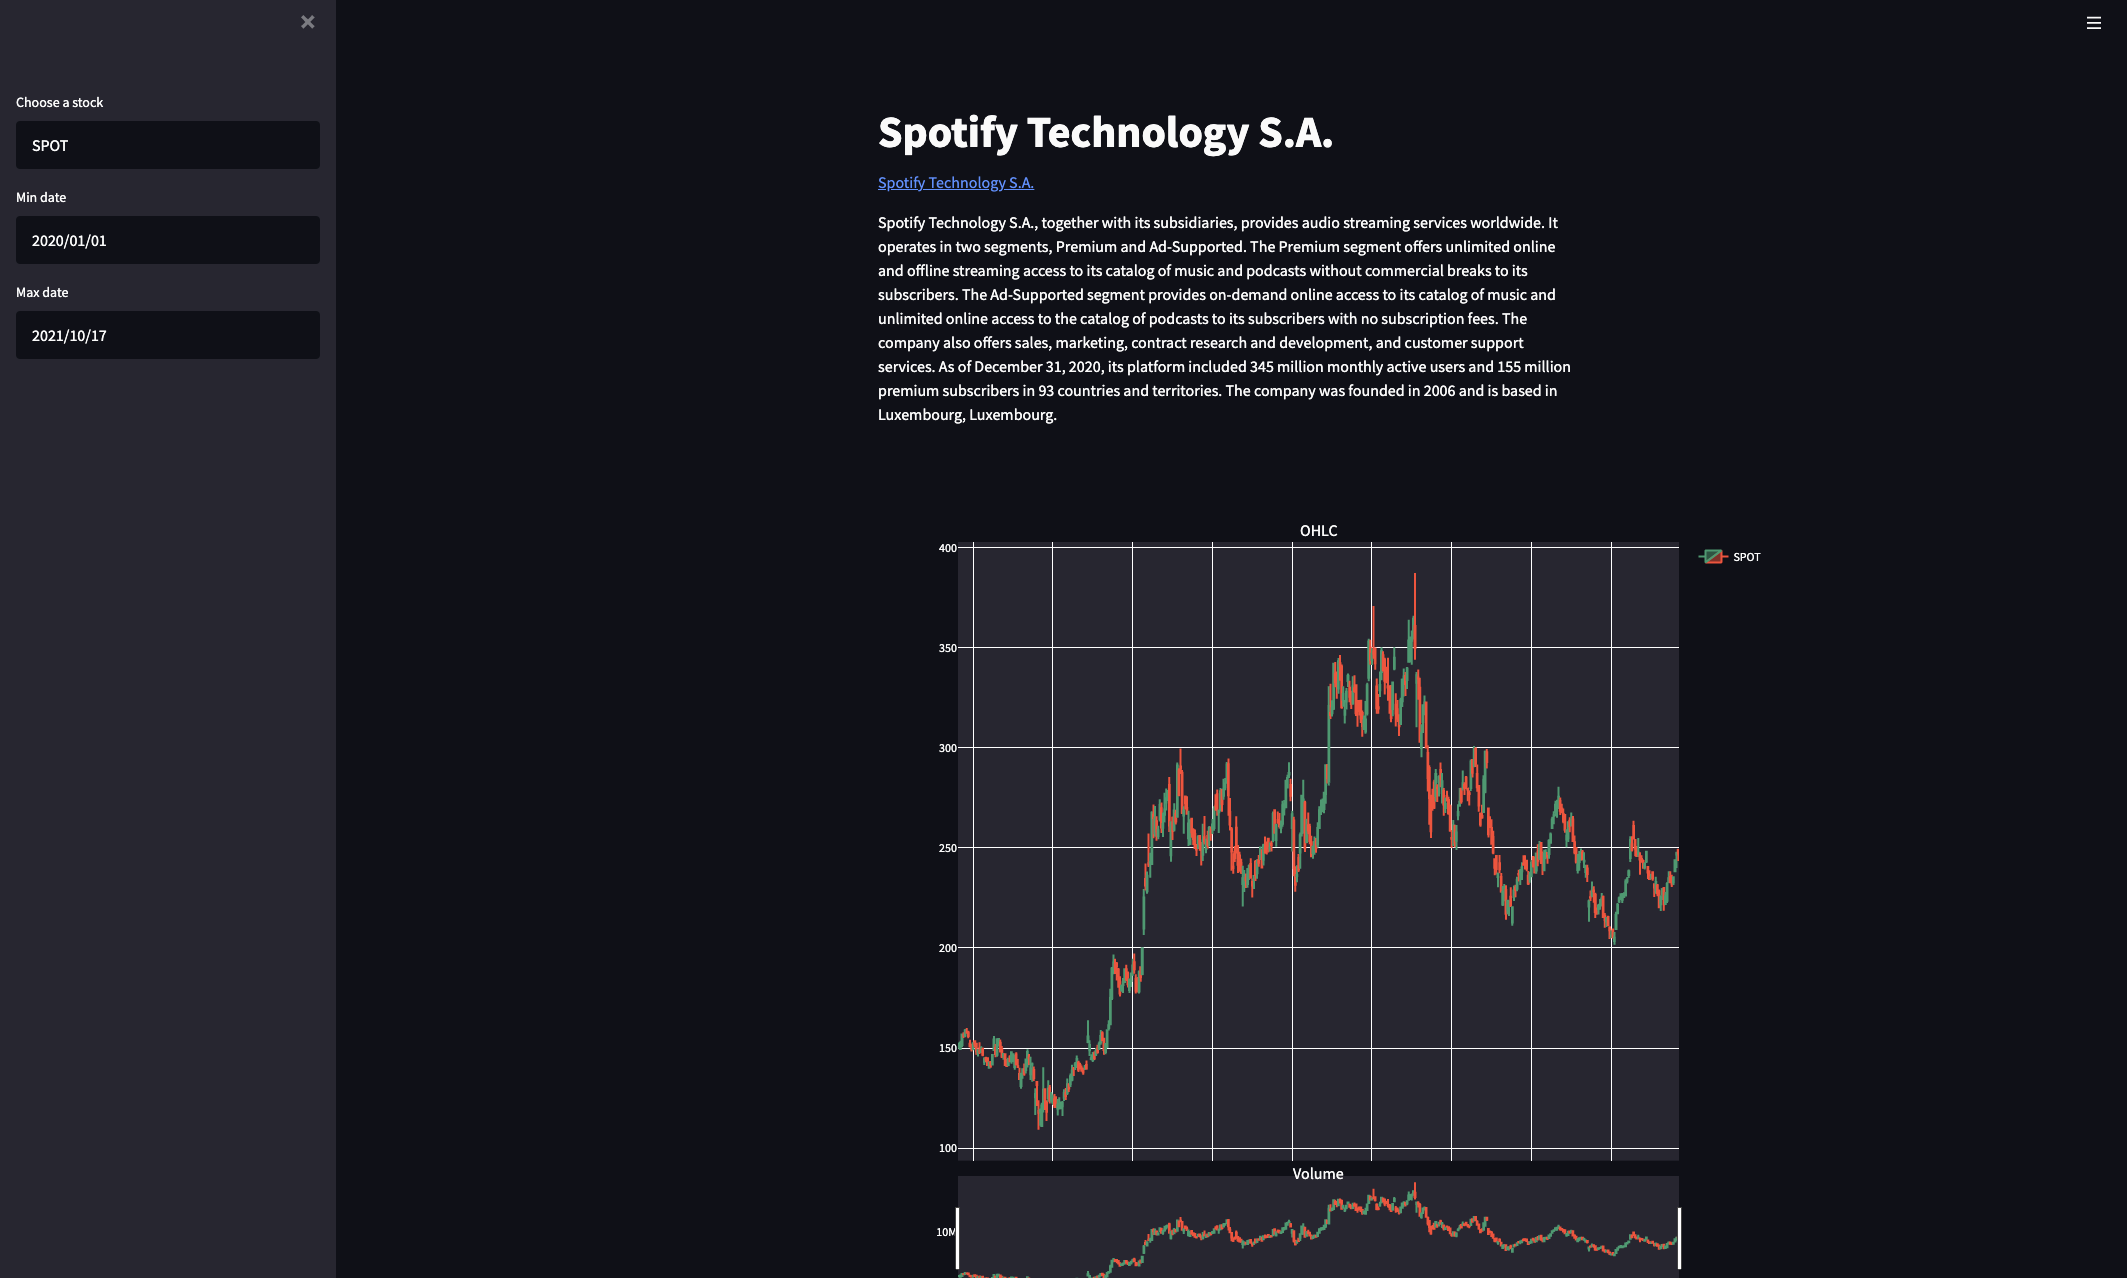 Choose a stock
SPOT
Min date
2020/01/01
Max date
2021/10/17
Spotify Technology S.A.
Spotify Technology S.A.
Spotify Technology S.A., together with its subsidiaries, provides audio streaming services worldwide. It
operates in two segments, Premium and Ad-Supported. The Premium segment offers unlimited online
and offline streaming access to its catalog of music and podcasts without commercial breaks to its
subscribers. The Ad-Supported segment provides on-demand online access to its catalog of music and
unlimited online access to the catalog of podcasts to its subscribers with no subscription fees. The
company also offers sales, marketing, contract research and development, and customer support
services. As of December 31, 2020, its platform included 345 million monthly active users and 155 million
premium subscribers in 93 countries and territories. The company was founded in 2006 and is based in
Luxembourg, Luxembourg.
OHLC
400
SPOT
350
300
250
200
150
100
Volume
10M